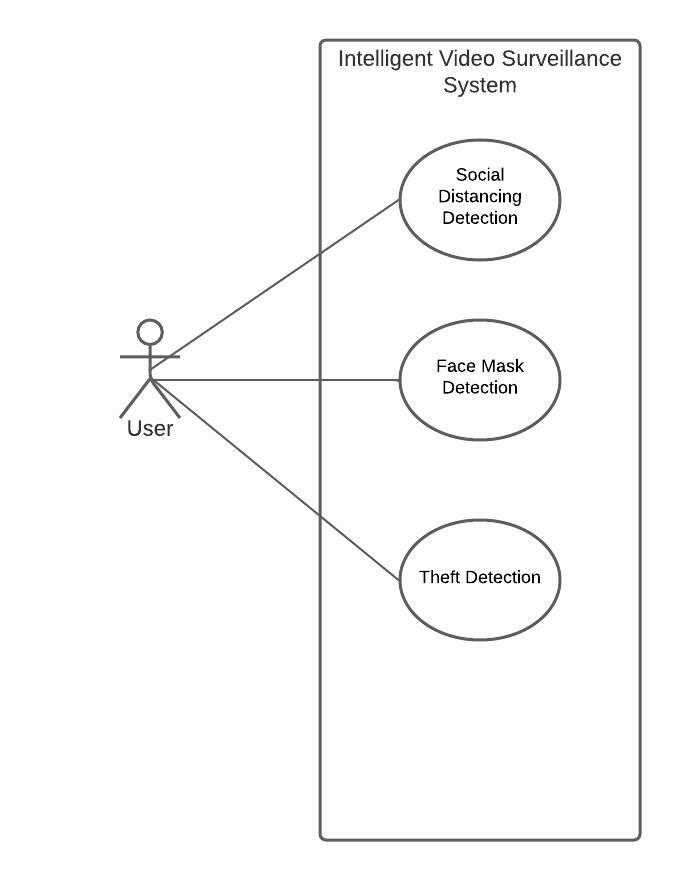 Intelligent Video Surveillance
System
Social
Distancing
Detection
Face Mask
Detection
User
Theft Detection